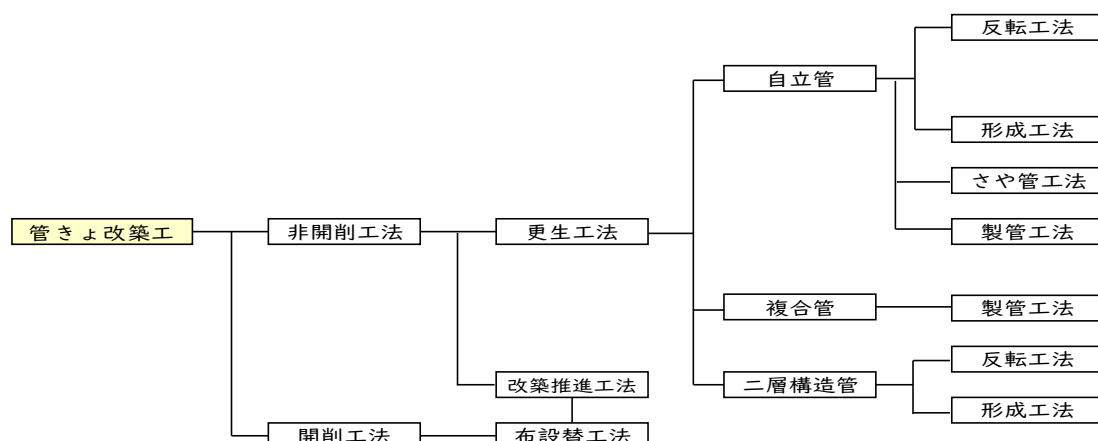 管きょ改築工
非開削工法
開削工法
更生工法
改築推進工法
布設替工法
自立管
複合管
二層構造管
反転工法
形成工法
さや管工法
製管工法
製管工法
反転工法
形成工法